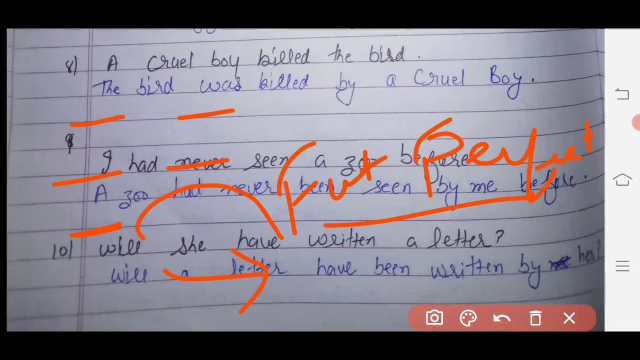 8) A Cruel boy killed the bird.
The bird was killed by a Cruel Boy.
9 I had never seen a zoo before
A zoo had never been seen by me before.
Fut Perfect
10) Will she have written a letter?
Will a letter have been written by her?